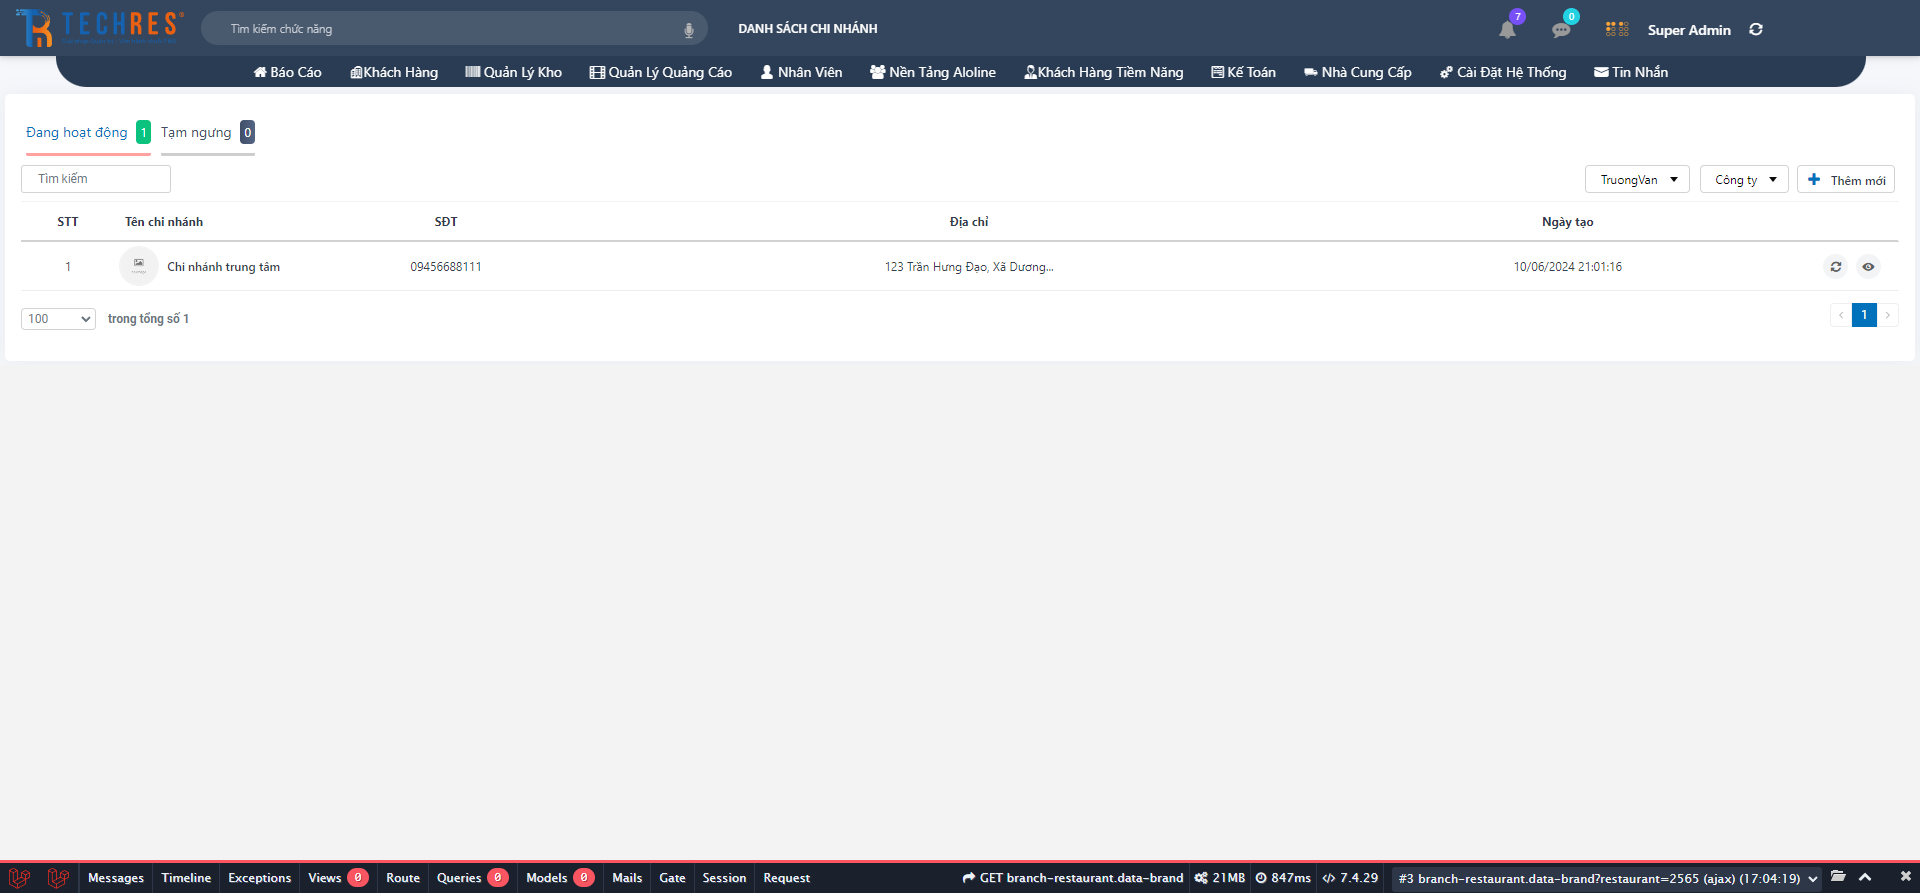 TECHRES
Tìm kiếm chức năng
DANH SÁCH CHI NHÁNH
7
0
Super Admin
Báo Cáo
Khách Hàng
Quản Lý Kho
Quản Lý Quảng Cáo
Nhân Viên
Nền Tảng Aloline
Khách Hàng Tiềm Năng
Kế Toán
Nhà Cung Cấp
Cài Đặt Hệ Thống
Tin Nhắn
Đang hoạt động 1
Tạm ngưng 0
Tìm kiếm
TruongVan
Công ty
Thêm mới
STT Tên chi nhánh SĐT Địa chỉ Ngày tạo
1 Chi nhánh trung tâm 09456688111 123 Trần Hưng Đạo, Xã Dương... 10/06/2024 21:01:16
100 trong tổng số 1
1
Messages Timeline Exceptions Views 0 Route Queries 0 Models 0 Mails Gate Session Request GET branch-restaurant.data-brand 21MB 847ms 7.4.29 #3 branch-restaurant.data-brand?restaurant=2565 (ajax) (17:04:19)